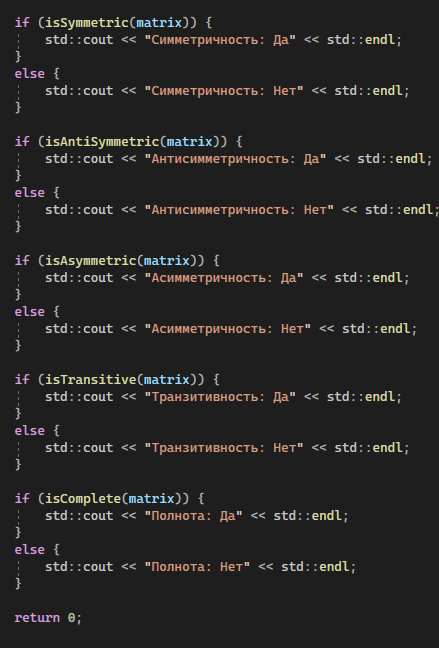 if (isSymmetric(matrix)) {
    std::cout << "Симметричность: Да" << std::endl;
}
else {
    std::cout << "Симметричность: Нет" << std::endl;
}

if (isAntiSymmetric(matrix)) {
    std::cout << "Антисимметричность: Да" << std::endl;
}
else {
    std::cout << "Антисимметричность: Нет" << std::endl;
}

if (isAsymmetric(matrix)) {
    std::cout << "Асимметричность: Да" << std::endl;
}
else {
    std::cout << "Асимметричность: Нет" << std::endl;
}

if (isTransitive(matrix)) {
    std::cout << "Транзитивность: Да" << std::endl;
}
else {
    std::cout << "Транзитивность: Нет" << std::endl;
}

if (isComplete(matrix)) {
    std::cout << "Полнота: Да" << std::endl;
}
else {
    std::cout << "Полнота: Нет" << std::endl;
}

return 0;